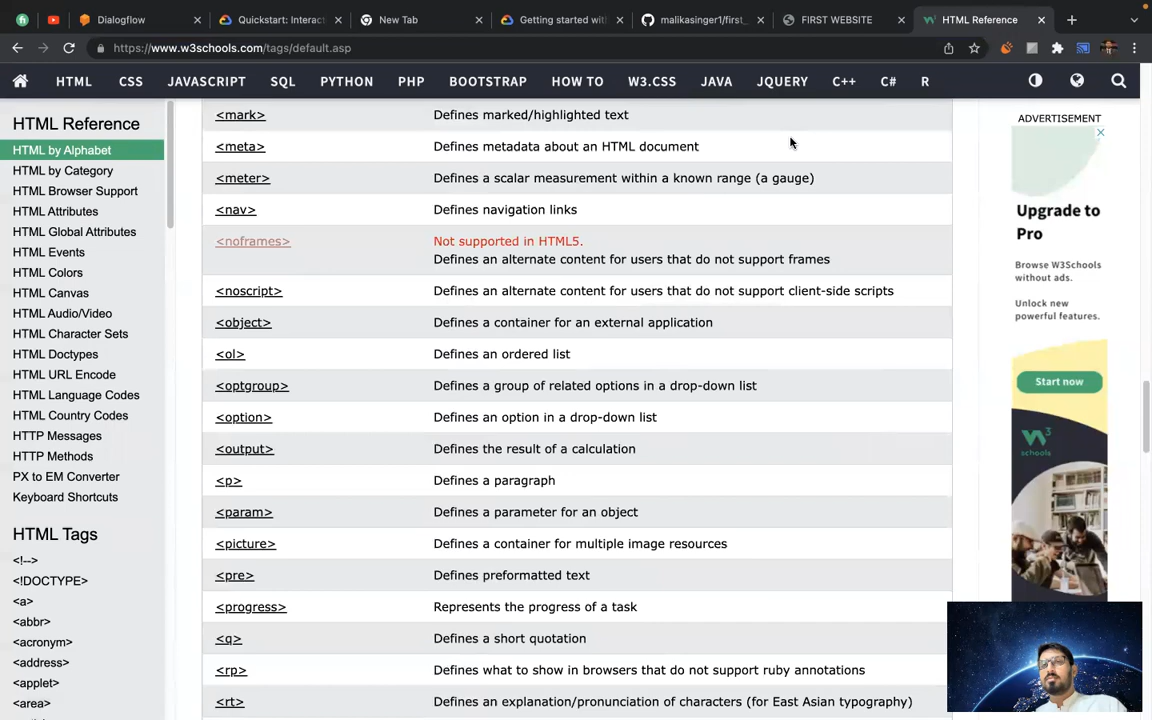 Dialogflow
Quickstart: Interac
New Tab
Getting started wit
malikasinger1/first_
FIRST WEBSITE
HTML Reference
https://www.w3schools.com/tags/default.asp
HTML CSS JAVASCRIPT SQL PYTHON PHP BOOTSTRAP HOW TO W3.CSS JAVA JQUERY C++ C# R
HTML Reference
HTML by Alphabet
HTML by Category
HTML Browser Support
HTML Attributes
HTML Global Attributes
HTML Events
HTML Colors
HTML Canvas
HTML Audio/Video
HTML Character Sets
HTML Doctypes
HTML URL Encode
HTML Language Codes
HTML Country Codes
HTTP Messages
HTTP Methods
PX to EM Converter
Keyboard Shortcuts
HTML Tags
<!-->
<!DOCTYPE>
<a>
<abbr>
<acronym>
<address>
<applet>
<area>
<mark> Defines marked/highlighted text
<meta> Defines metadata about an HTML document
<meter> Defines a scalar measurement within a known range (a gauge)
<nav> Defines navigation links
<noframes> Not supported in HTML5.
Defines an alternate content for users that do not support frames
<noscript> Defines an alternate content for users that do not support client-side scripts
<object> Defines a container for an external application
<ol> Defines an ordered list
<optgroup> Defines a group of related options in a drop-down list
<option> Defines an option in a drop-down list
<output> Defines the result of a calculation
<p> Defines a paragraph
<param> Defines a parameter for an object
<picture> Defines a container for multiple image resources
<pre> Defines preformatted text
<progress> Represents the progress of a task
<q> Defines a short quotation
<rp> Defines what to show in browsers that do not support ruby annotations
<rt> Defines an explanation/pronunciation of characters (for East Asian typography)
ADVERTISEMENT
Upgrade to
Pro
Browse W3Schools
without ads.
Unlock new
powerful features.
Start now
W3
schools